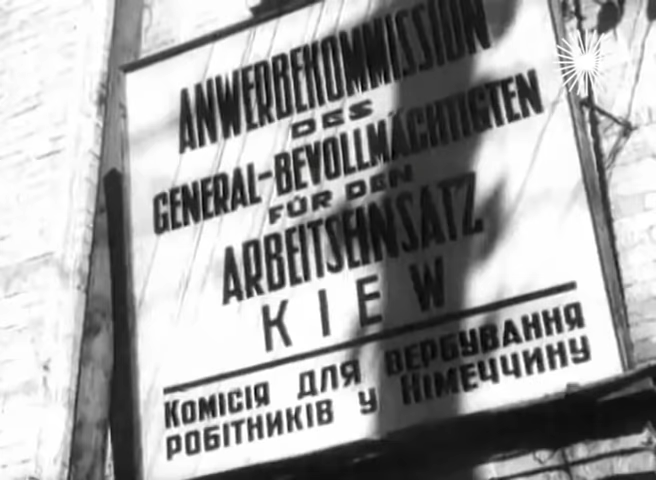 ANWERBEKOMMISSION
DES
GENERAL-BEVOLLMÄCHTIGTEN
FÜR DEN
ARBEITSEINSATZ
KIEW
Комісія для вербування
робітників у Німеччину